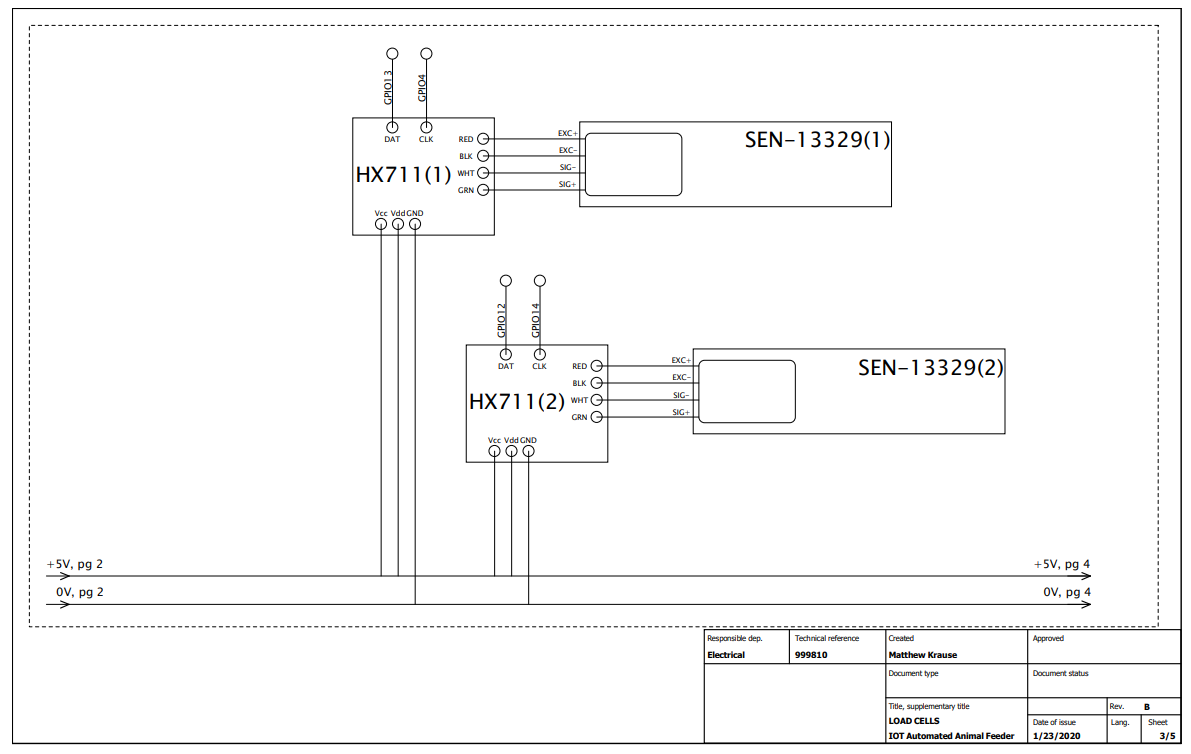 GPIO13
GPIO4
DAT
CLK
RED
BLK
WHT
GRN
HX711(1)
Vcc Vdd GND
EXC+
EXC-
SIG-
SIG+
SEN-13329(1)
GPIO12
GPIO14
DAT
CLK
RED
BLK
WHT
GRN
HX711(2)
Vcc Vdd GND
EXC+
EXC-
SIG-
SIG+
SEN-13329(2)
+5V, pg 2
+5V, pg 4
0V, pg 2
0V, pg 4
Responsible dep.
Electrical
Technical reference
999810
Created
Matthew Krause
Approved
Document type
Document status
Title, supplementary title
LOAD CELLS
IOT Automated Animal Feeder
Rev. B
Date of issue
1/23/2020
Lang.
Sheet
3/5